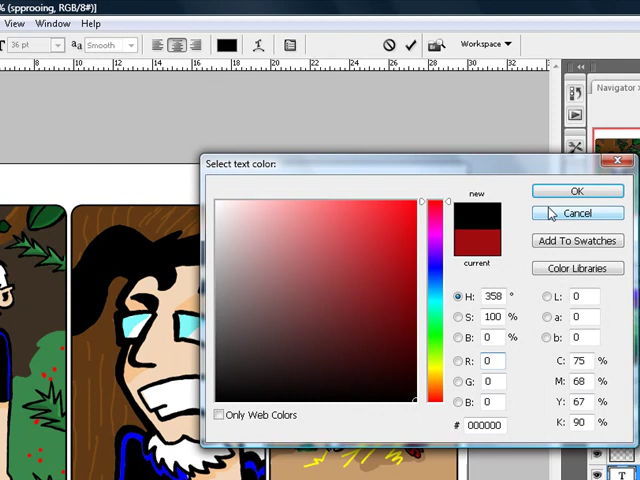 % (spprooing, RGB/8#)]
View Window Help
T 36 pt aa Smooth Workspace
8 10 12 14 16 18 20 22 24 26 28 30 32
Navigator ×
Select text color:
new
current
OK
Cancel
Add To Swatches
Color Libraries
H: 358 ° L: 0
S: 100 % a: 0
B: 0 % b: 0
R: 0 C: 75 %
G: 0 M: 68 %
B: 0 Y: 67 %
# 000000 K: 90 %
Only Web Colors
T